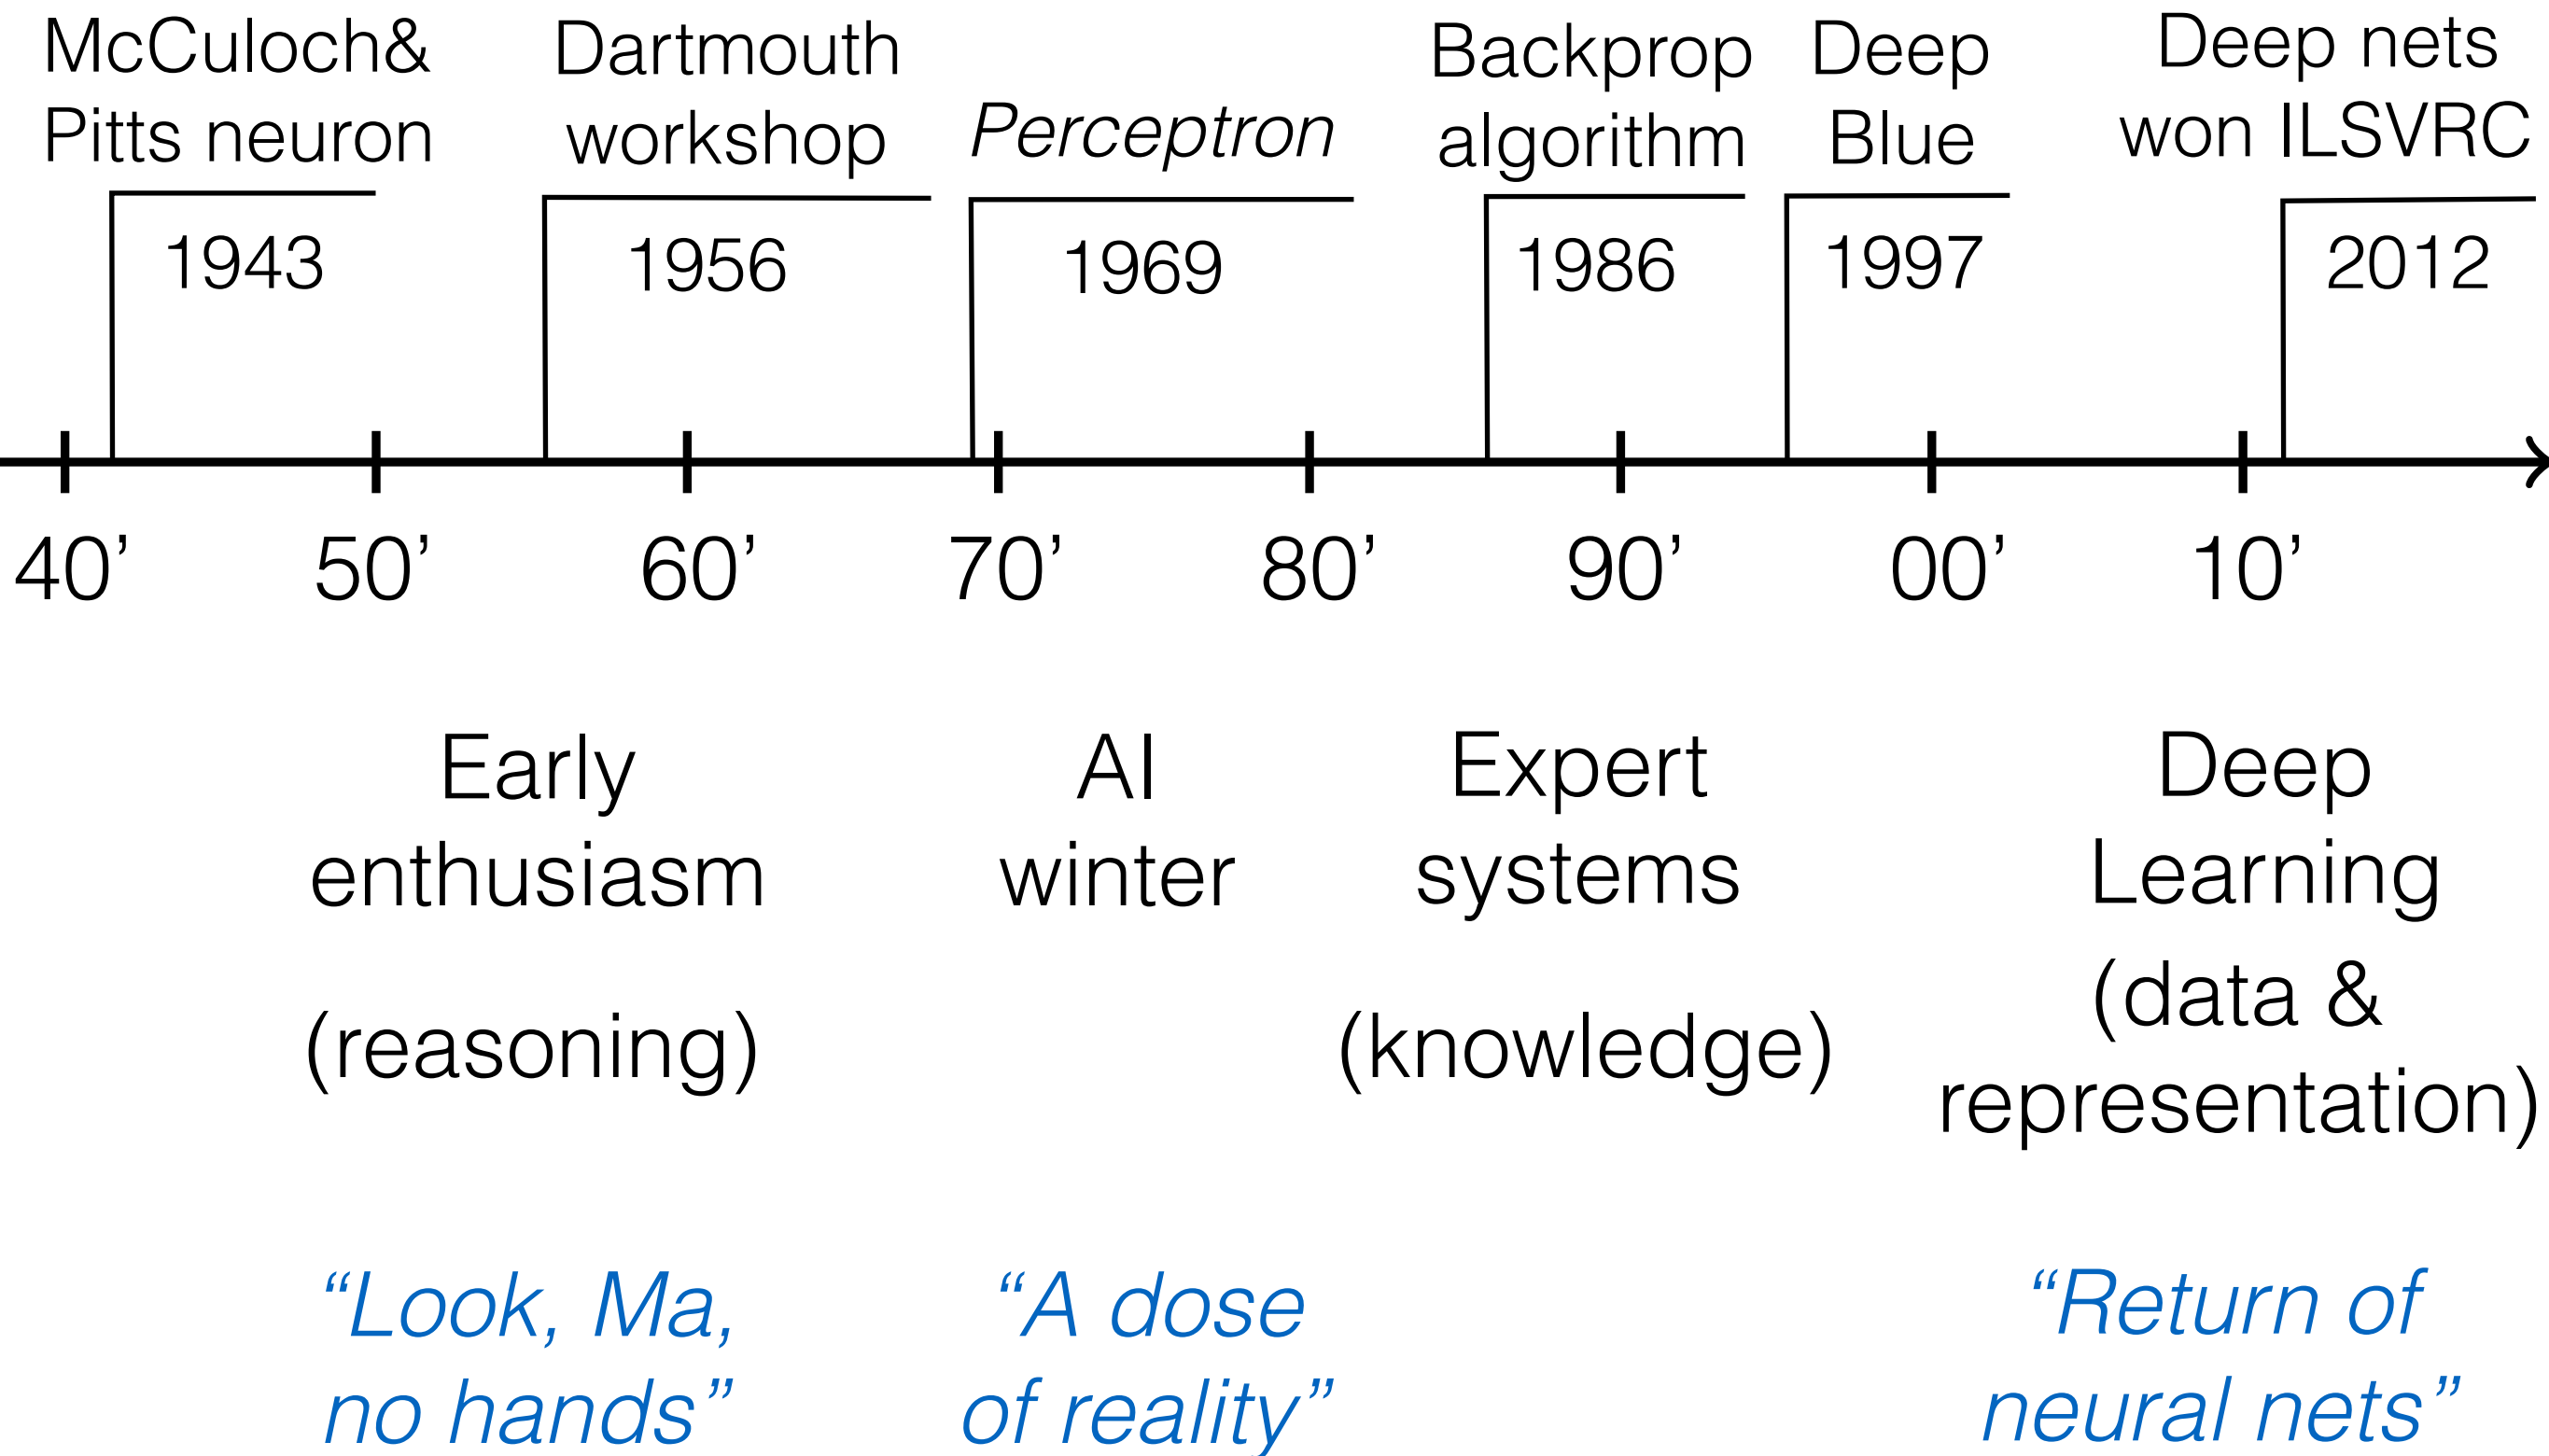 McCuloch&
Pitts neuron
Dartmouth
workshop
Perceptron
Backprop
algorithm
Deep
Blue
Deep nets
won ILSVRC
1943
1956
1969
1986
1997
2012
40’
50’
60’
70’
80’
90’
00’
10’
Early
enthusiasm
(reasoning)
AI
winter
Expert
systems
(knowledge)
Deep
Learning
(data &
representation)
“Look, Ma,
no hands”
“A dose
of reality”
“Return of
neural nets”